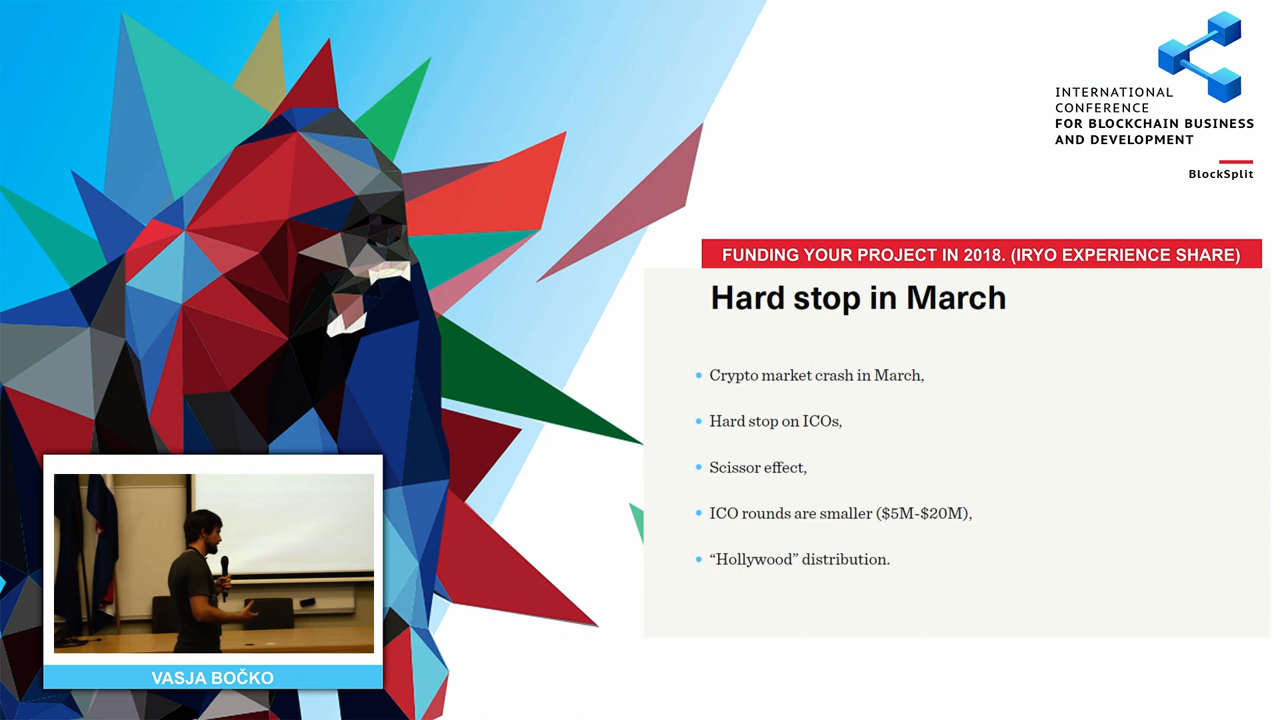 INTERNATIONAL
CONFERENCE
FOR BLOCKCHAIN BUSINESS
AND DEVELOPMENT
BlockSplit
FUNDING YOUR PROJECT IN 2018. (IRYO EXPERIENCE SHARE)
Hard stop in March
• Crypto market crash in March,
• Hard stop on ICOs,
• Scissor effect,
• ICO rounds are smaller ($5M-$20M),
• “Hollywood” distribution.
VASJA BOČKO